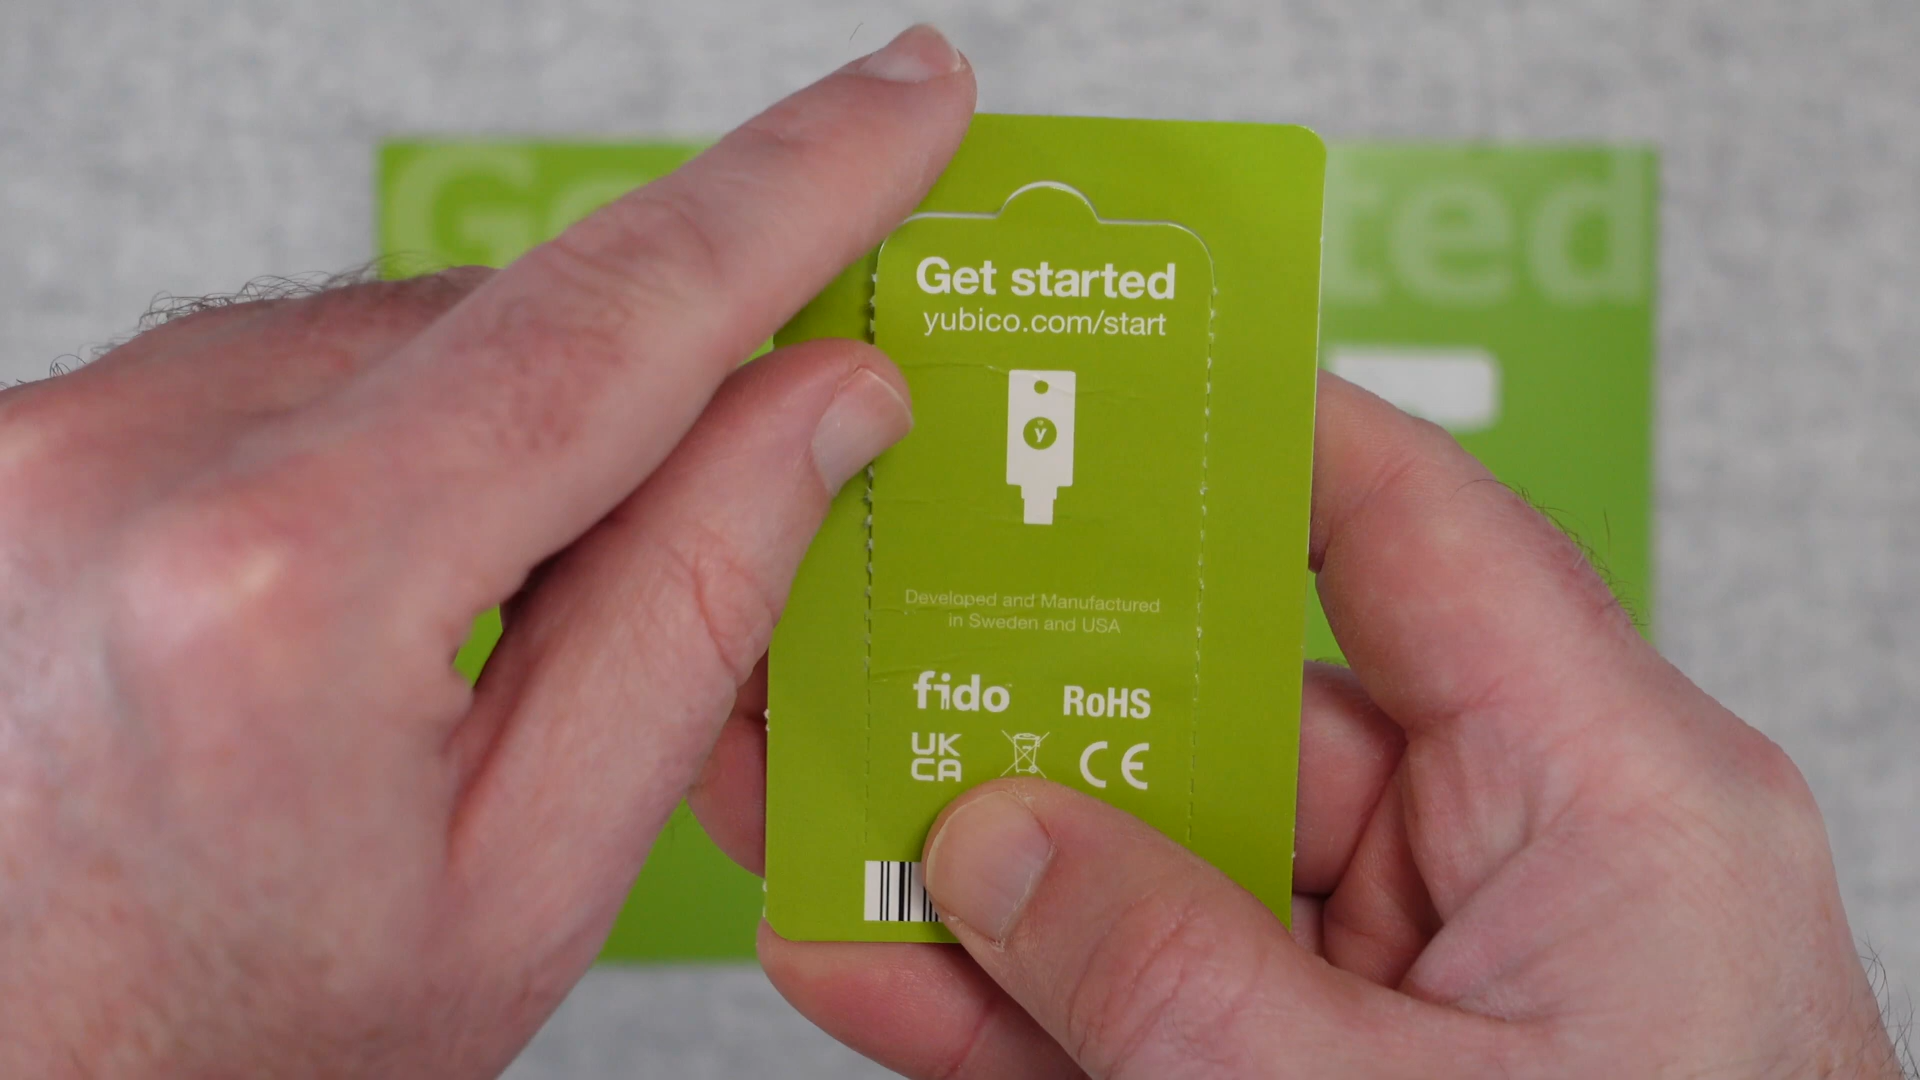 Get started
yubico.com/start
y
Developed and Manufactured
in Sweden and USA
fido RoHS
UK
CA CE